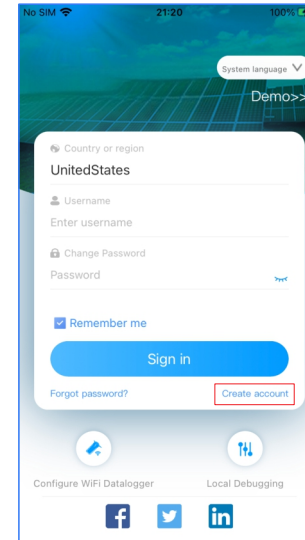 No SIM 21:20 100%
System language
Demo>>
Country or region
UnitedStates
Username
Enter username
Change Password
Password
Remember me
Sign in
Forgot password? Create account
Configure WiFi Datalogger Local Debugging
f in